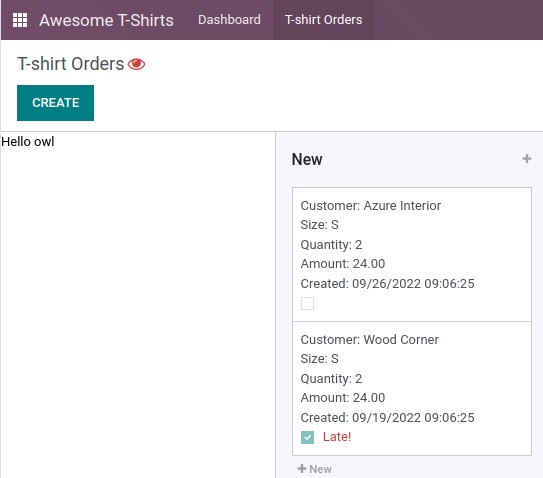 Awesome T-Shirts Dashboard T-shirt Orders
T-shirt Orders
CREATE
Hello owl
New
Customer: Azure Interior
Size: S
Quantity: 2
Amount: 24.00
Created: 09/26/2022 09:06:25
Customer: Wood Corner
Size: S
Quantity: 2
Amount: 24.00
Created: 09/19/2022 09:06:25
Late!
+ New